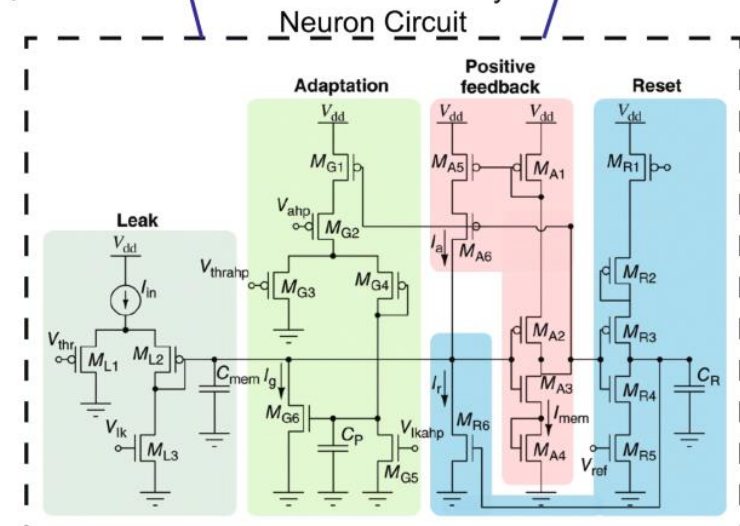 Neuron Circuit
Positive
feedback
Adaptation
Reset
Leak
Vdd
Iin
Vthr
ML1
ML2
Vlk
ML3
Cmem
Vdd
MG1
Vahp
MG2
Vthrahp
MG3
MG4
Ig
MG6
CP
Vlkahp
MG5
Vdd
Vdd
MA5
MA1
Ia
MA6
MA2
MA3
Imem
MA4
Ir
MR6
Vdd
MR1
MR2
MR3
MR4
CR
Vref
MR5